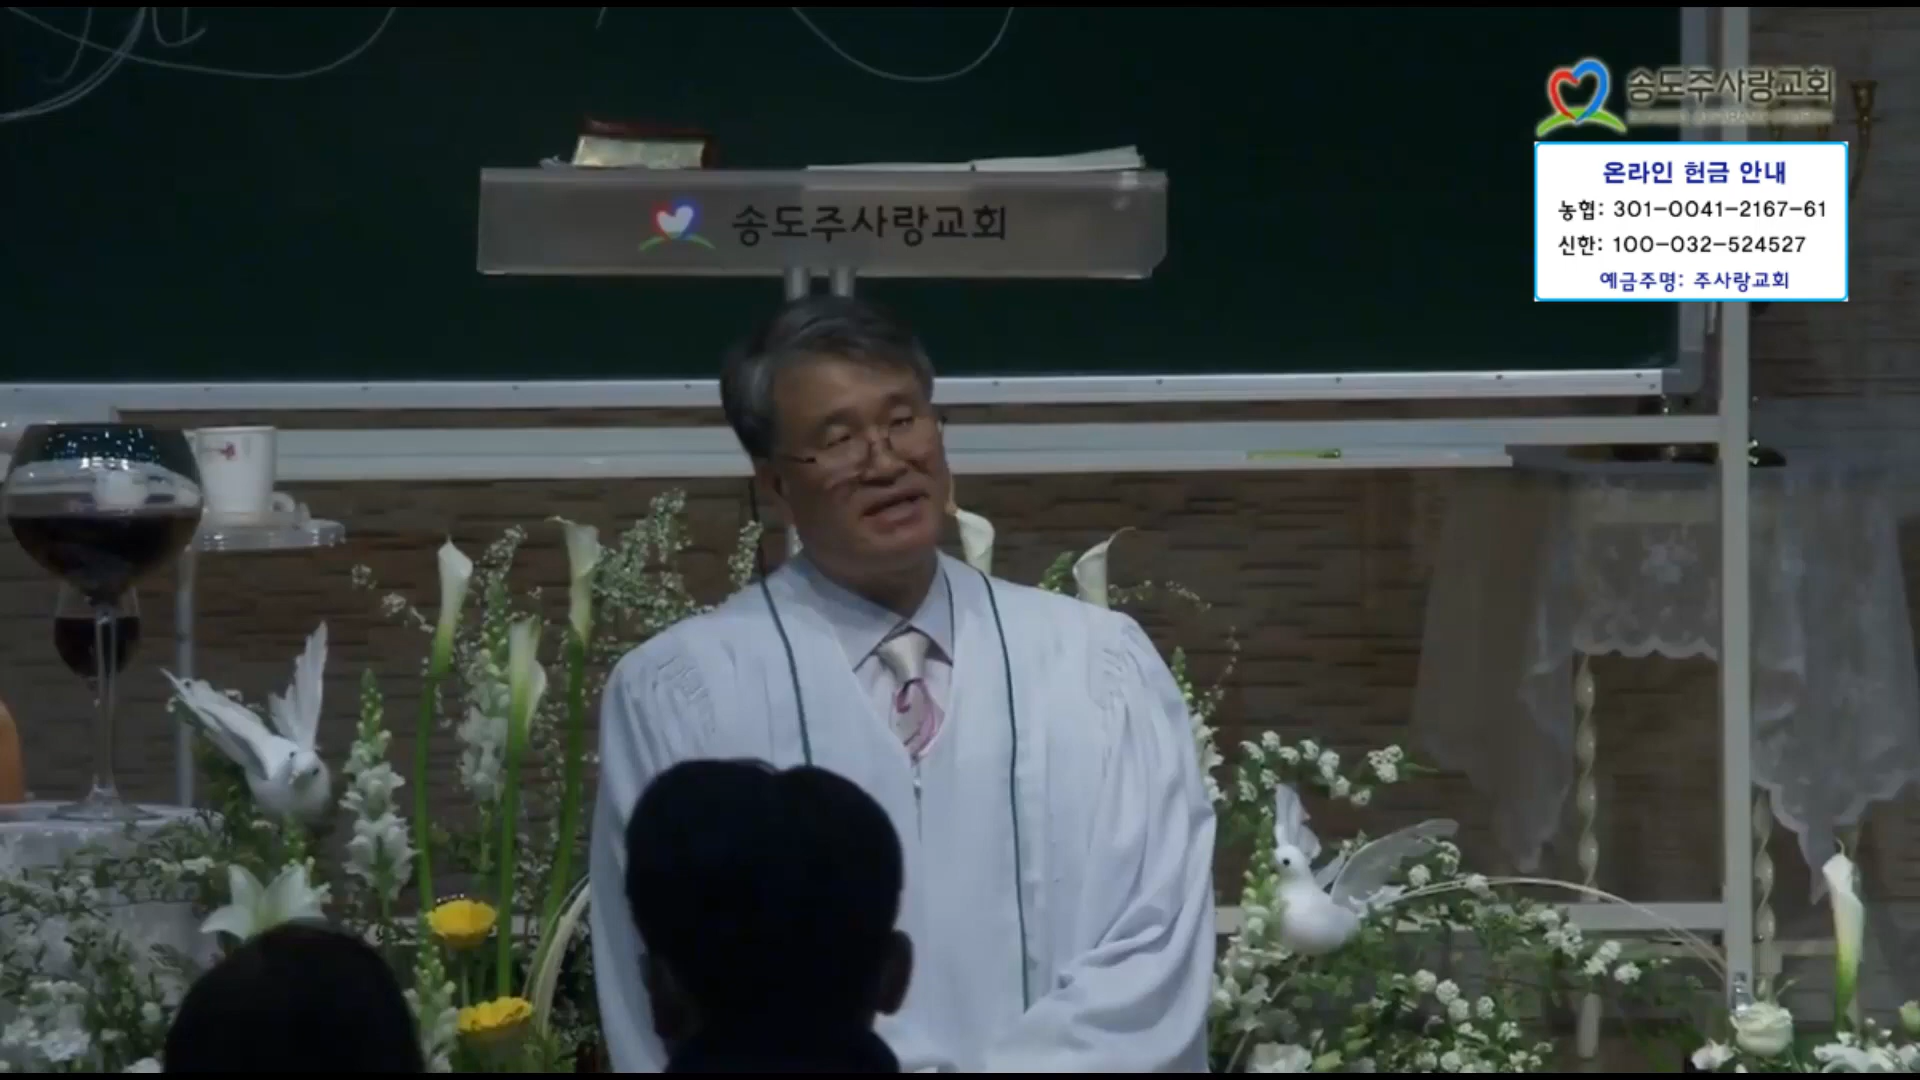 송도주사랑교회
온라인 헌금 안내
농협: 301-0041-2167-61
신한: 100-032-524527
예금주명: 주사랑교회
송도주사랑교회